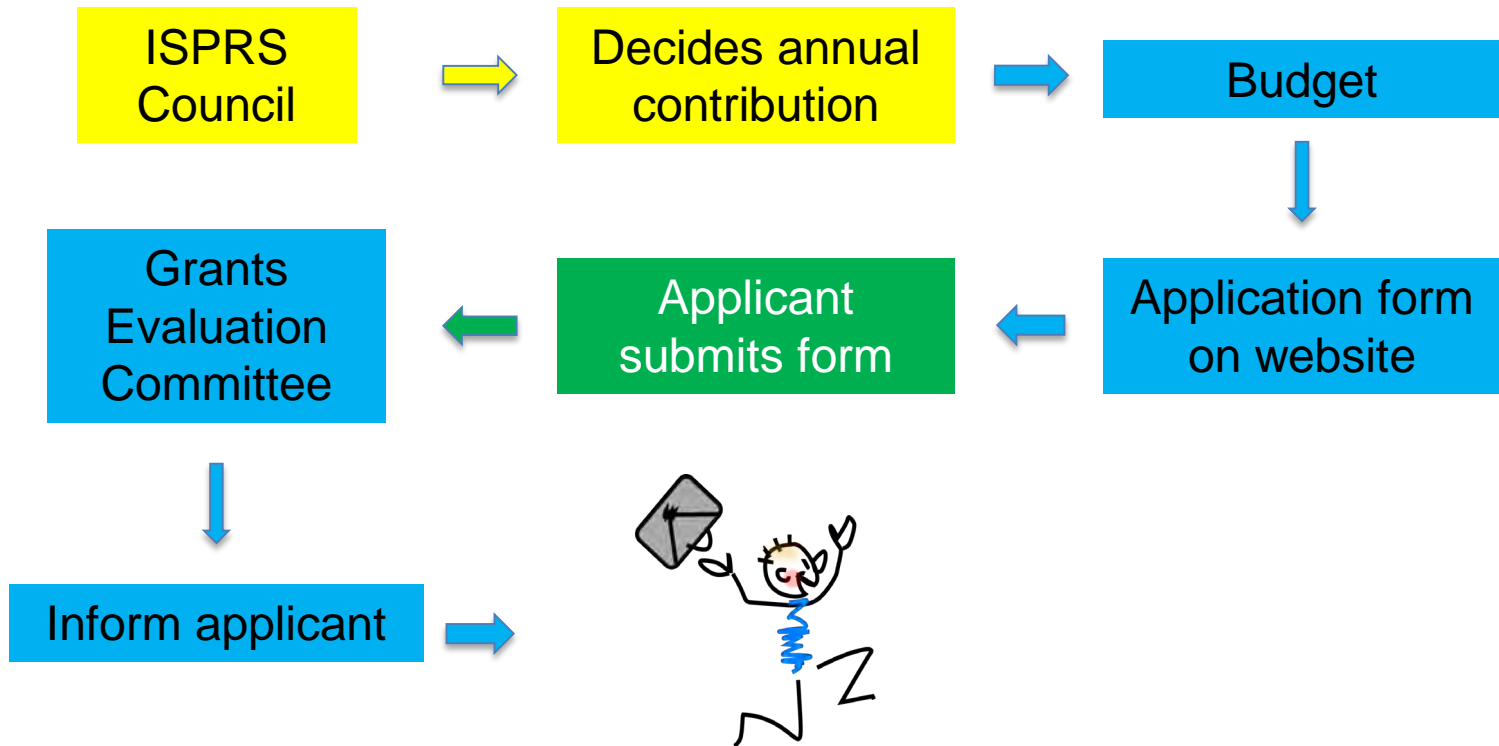 ISPRS
Council
Decides annual
contribution
Budget
Application form
on website
Applicant
submits form
Grants
Evaluation
Committee
Inform applicant